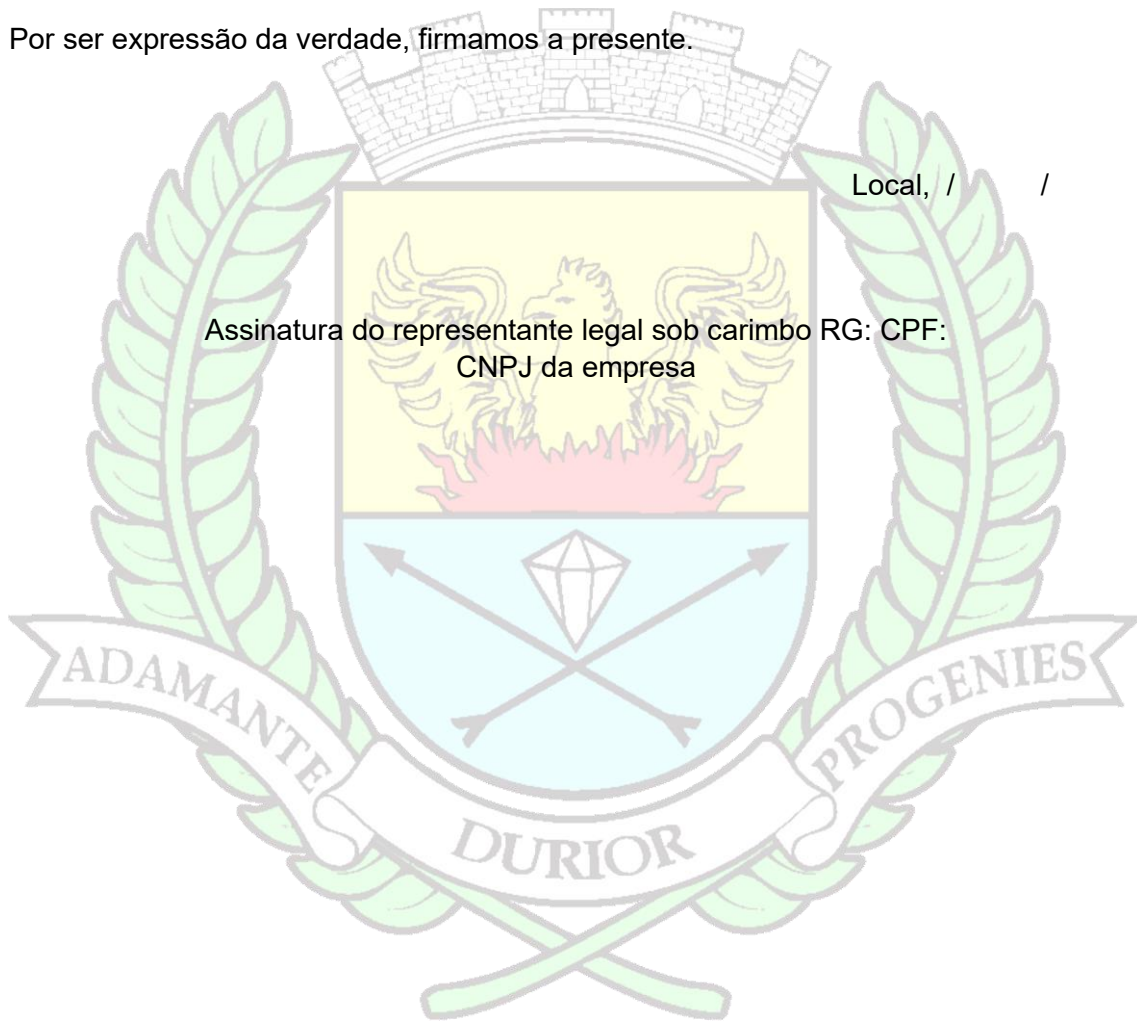 Por ser expressão da verdade, firmamos a presente.
Local, / /
Assinatura do representante legal sob carimbo RG: CPF:
CNPJ da empresa
ADAMANTE
DURIOR
PROGENIES